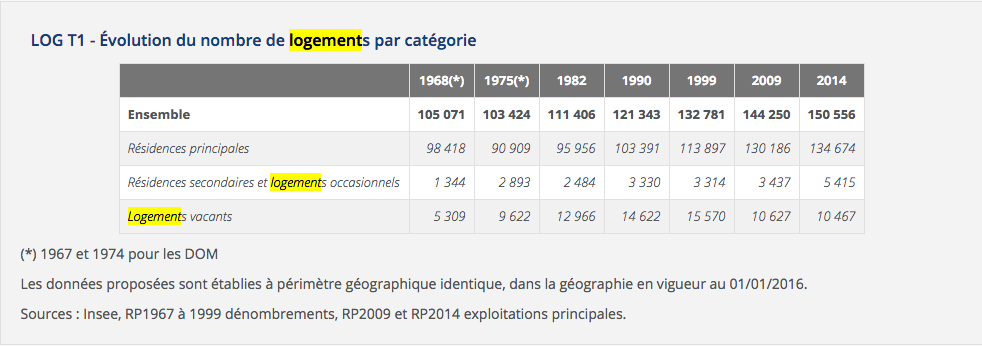 LOG T1 - Évolution du nombre de logements par catégorie
1968(*) 1975(*) 1982 1990 1999 2009 2014
Ensemble 105 071 103 424 111 406 121 343 132 781 144 250 150 556
Résidences principales 98 418 90 909 95 956 103 391 113 897 130 186 134 674
Résidences secondaires et logements occasionnels 1 344 2 893 2 484 3 330 3 314 3 437 5 415
Logements vacants 5 309 9 622 12 966 14 622 15 570 10 627 10 467
(*) 1967 et 1974 pour les DOM
Les données proposées sont établies à périmètre géographique identique, dans la géographie en vigueur au 01/01/2016.
Sources : Insee, RP1967 à 1999 dénombrements, RP2009 et RP2014 exploitations principales.